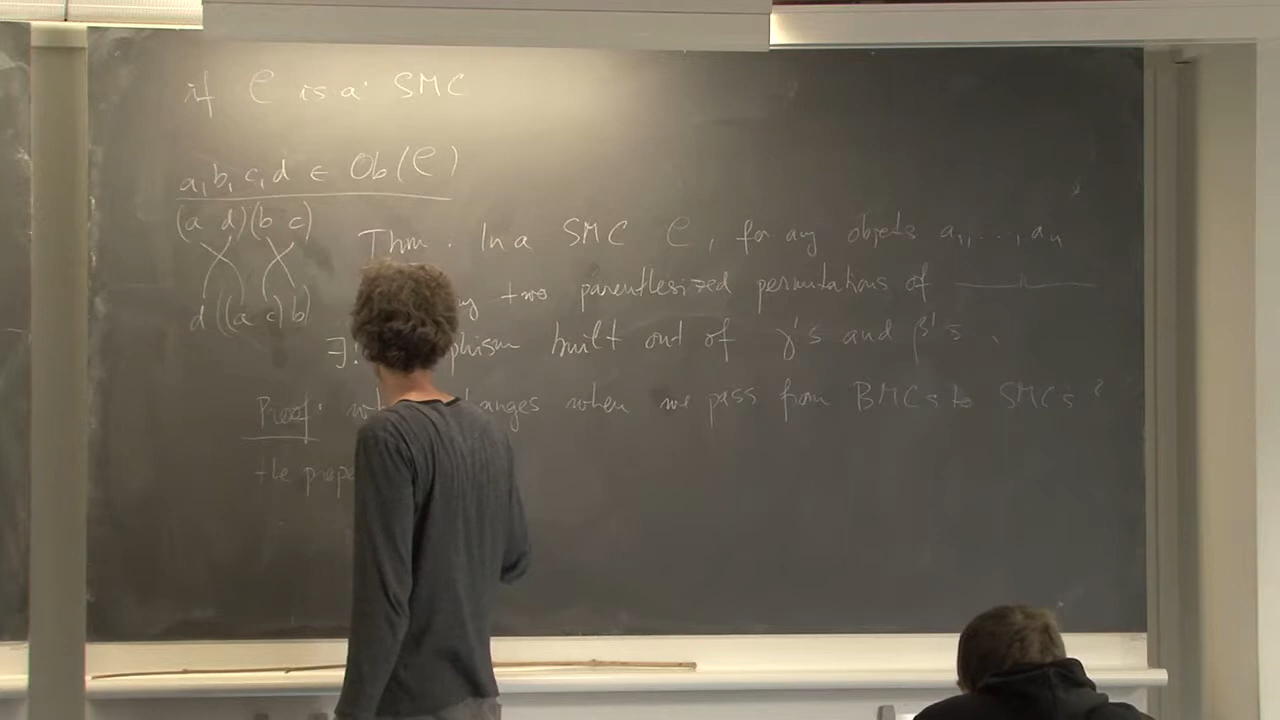 if C is a SMC
a, b, c, d ∈ Ob(C)
(a d)(b c)
d((a c)b)
Thm. In a SMC C, for any objects a₁, ..., aₙ
two parenthesized permutations of —"—
∃! built out of γ's and β's.
Proof: changes when we pass from BMCs to SMCs?
the